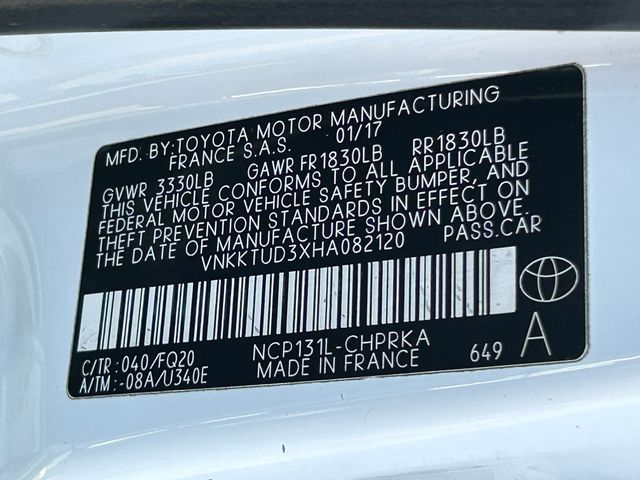 MFD. BY:TOYOTA MOTOR MANUFACTURING
FRANCE S.A.S. 01/17
GVWR 3330LB GAWR FR1830LB RR1830LB
THIS VEHICLE CONFORMS TO ALL APPLICABLE
FEDERAL MOTOR VEHICLE SAFETY BUMPER, AND
THEFT PREVENTION STANDARDS IN EFFECT ON
THE DATE OF MANUFACTURE SHOWN ABOVE.
VNKKTUD3XHA082120 PASS.CAR
C/TR: 040/FQ20 NCP131L-CHPRKA A
A/TM: -08A/U340E MADE IN FRANCE 649